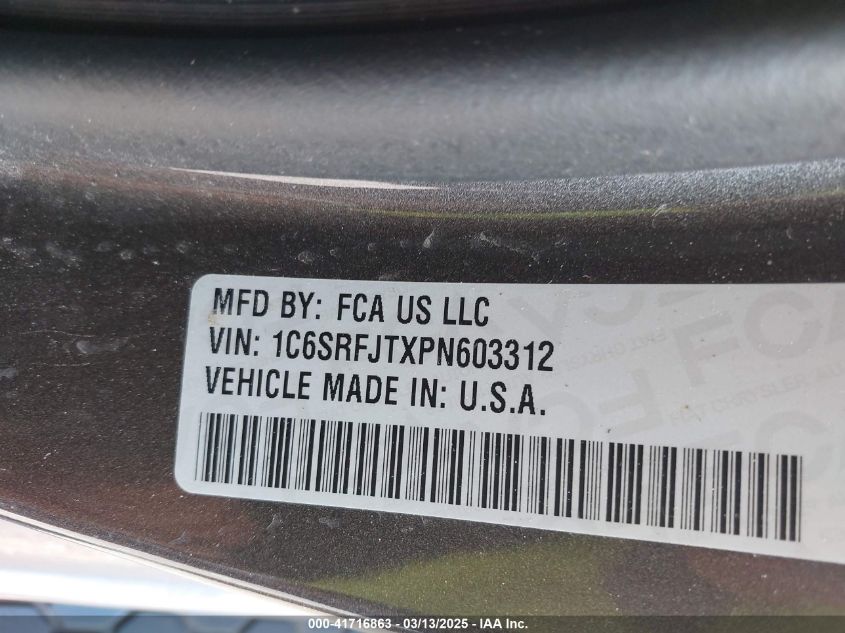 MFD BY: FCA US LLC
VIN: 1C6SRFJTXPN603312
VEHICLE MADE IN: U.S.A.
000-41716863 - 03/13/2025 - IAA Inc.